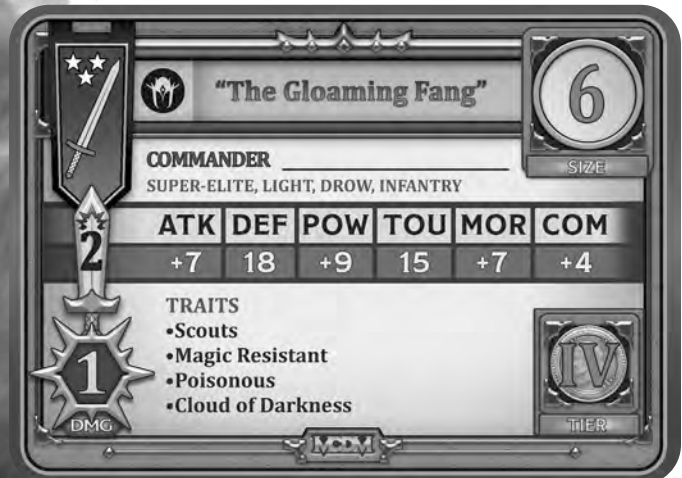 “The Gloaming Fang”
6
SIZE
COMMANDER
SUPER-ELITE, LIGHT, DROW, INFANTRY
ATK DEF POW TOU MOR COM
2
+7 18 +9 15 +7 +4
TRAITS
•Scouts
•Magic Resistant
•Poisonous
•Cloud of Darkness
1
DMG
IV
TIER
MCDM